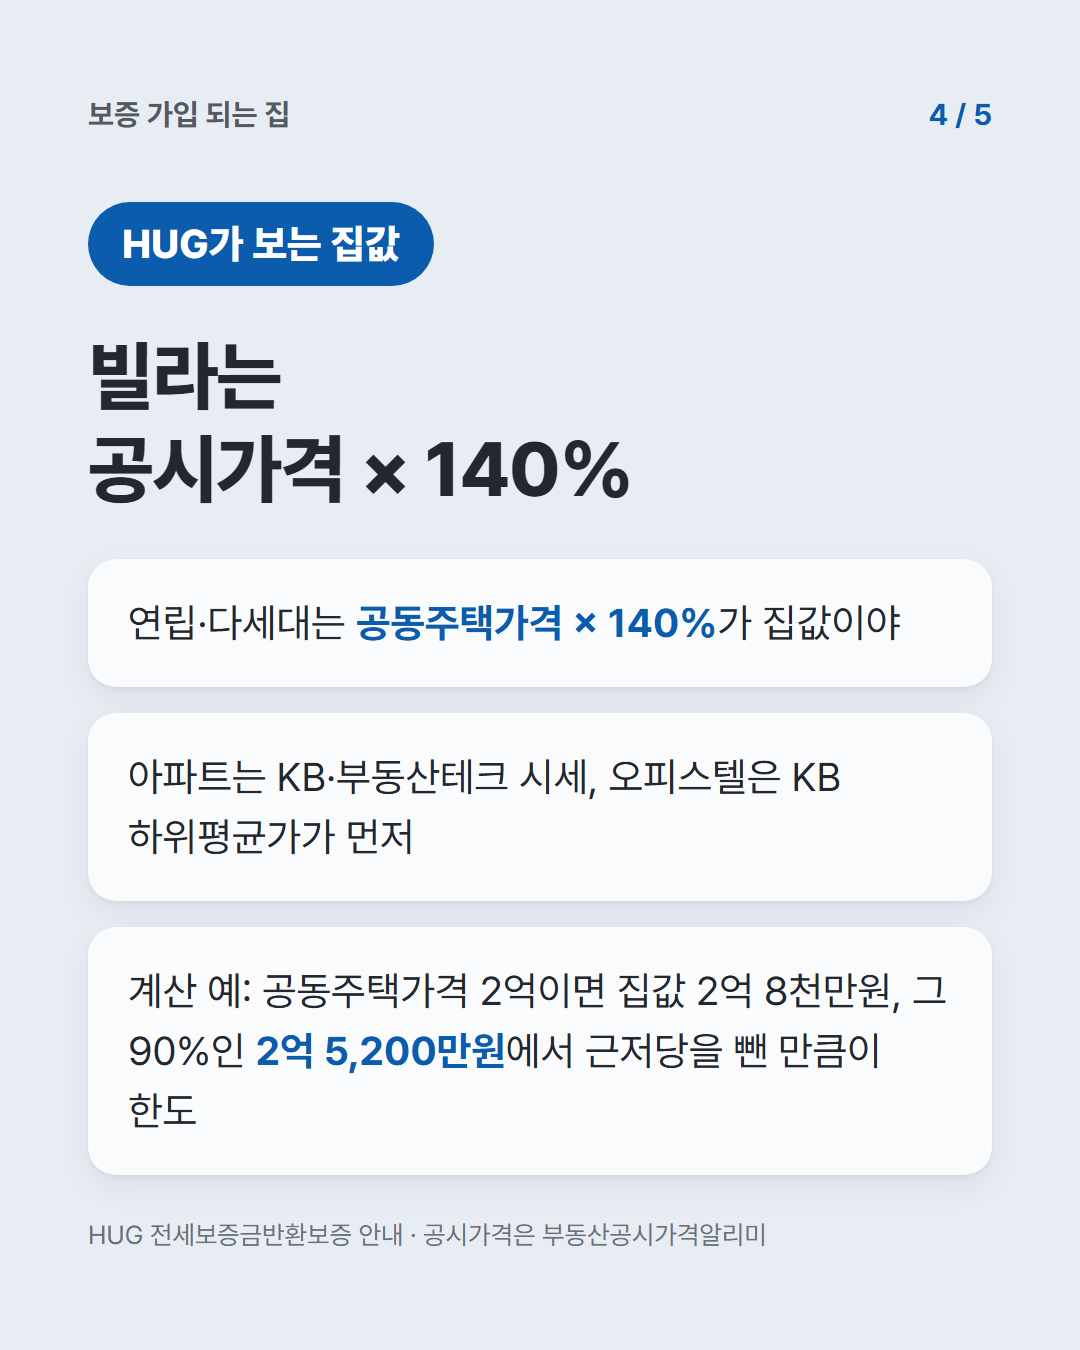 보증 가입 되는 집
4 / 5
HUG가 보는 집값
빌라는
공시가격 × 140%
연립·다세대는 공동주택가격 × 140%가 집값이야
아파트는 KB·부동산테크 시세, 오피스텔은 KB
하위평균가가 먼저
계산 예: 공동주택가격 2억이면 집값 2억 8천만원, 그
90%인 2억 5,200만원에서 근저당을 뺀 만큼이
한도
HUG 전세보증금반환보증 안내 · 공시가격은 부동산공시가격알리미